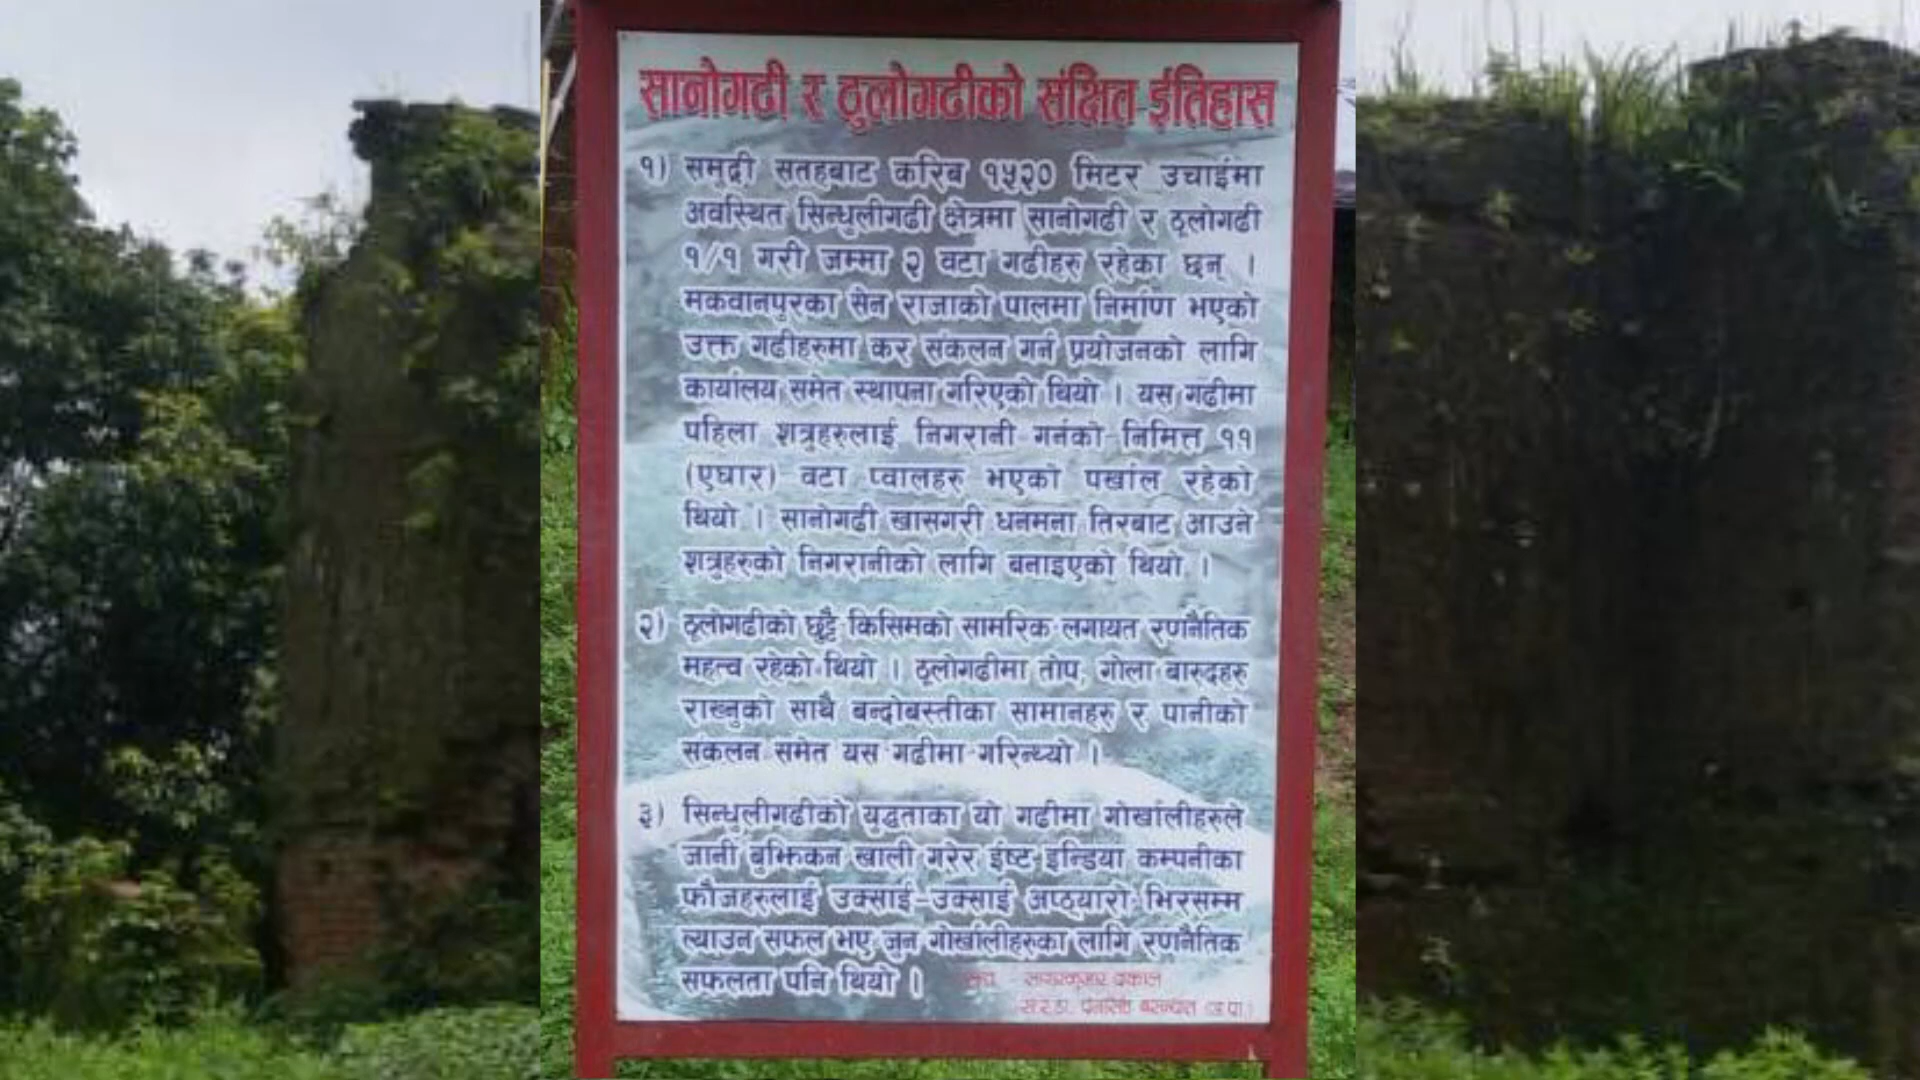 सानोगढी र ठुलोगढीको संक्षित ईतिहास
१) समुद्री सतहबाट करिब १५२० मिटर उचाईमा
अवस्थित सिन्धुलीगढी क्षेत्रमा सानोगढी र ठूलोगढी
१/१ गरी जम्मा २ वटा गढीहरु रहेका छन् ।
मकवानपुरका सेन राजाको पालमा निर्माण भएको
उक्त गढीहरुमा कर संकलन गर्न प्रयोजनको लागि
कार्यालय समेत स्थापना गरिएको थियो । यस गढीमा
पहिला शत्रुहरुलाई निगरानी गर्नको निमित्त ११
(एघार) वटा प्वालहरु भएको पर्खाल रहेको
थियो । सानोगढी खासगरी धनमना तिरबाट आउने
शत्रुहरुको निगरानीको लागि बनाइएको थियो ।
२) ठूलोगढीको छुट्टै किसिमको सामरिक लगायत रणनैतिक
महत्व रहेको थियो । ठूलोगढीमा तोप, गोला बारुदहरु
राख्नुको साथै बन्दोबस्तीका सामानहरु र पानीको
संकलन समेत यस गढीमा गरिन्थ्यो ।
३) सिन्धुलीगढीको युद्धताका यो गढीमा गोर्खालीहरुले
जानी बुझिकन खाली गरेर ईष्ट इन्डिया कम्पनीका
फौजहरुलाई उक्साई-उक्साई अप्ठ्यारो भिरसम्म
ल्याउन सफल भए जुन गोर्खालीहरुका लागि रणनैतिक
सफलता पनि थियो ।